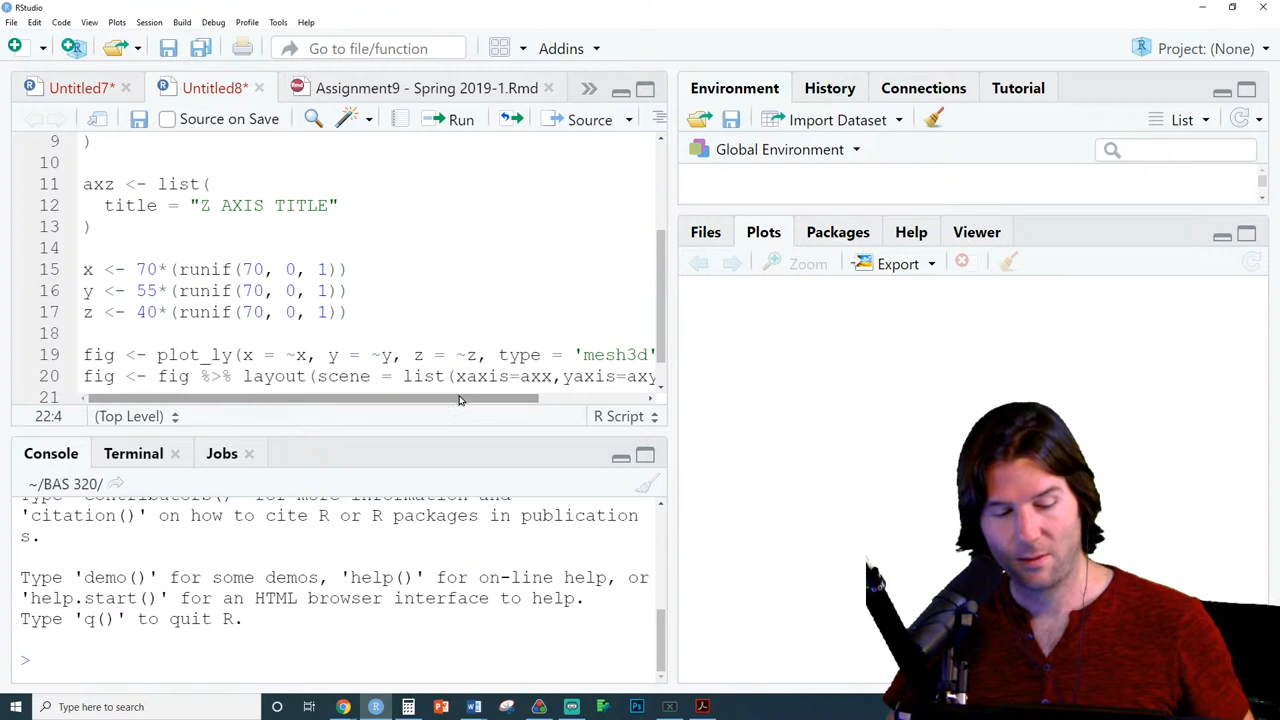 RStudio
File Edit Code View Plots Session Build Debug Profile Tools Help
Go to file/function Addins Project: (None)
Untitled7* Untitled8* Assignment9 - Spring 2019-1.Rmd
Source on Save Run Source
9 )
10
11 axz <- list(
12 title = "Z AXIS TITLE"
13 )
14
15 x <- 70*(runif(70, 0, 1))
16 y <- 55*(runif(70, 0, 1))
17 z <- 40*(runif(70, 0, 1))
18
19 fig <- plot_ly(x = ~x, y = ~y, z = ~z, type = 'mesh3d'
20 fig <- fig %>% layout(scene = list(xaxis=axx,yaxis=axy
21
22:4 (Top Level) R Script
Console Terminal Jobs
~/BAS 320/
Type 'contributors()' for more information and
'citation()' on how to cite R or R packages in publication
s.
Type 'demo()' for some demos, 'help()' for on-line help, or
'help.start()' for an HTML browser interface to help.
Type 'q()' to quit R.
>
Environment History Connections Tutorial
Import Dataset List
Global Environment
Files Plots Packages Help Viewer
Zoom Export
Type here to search